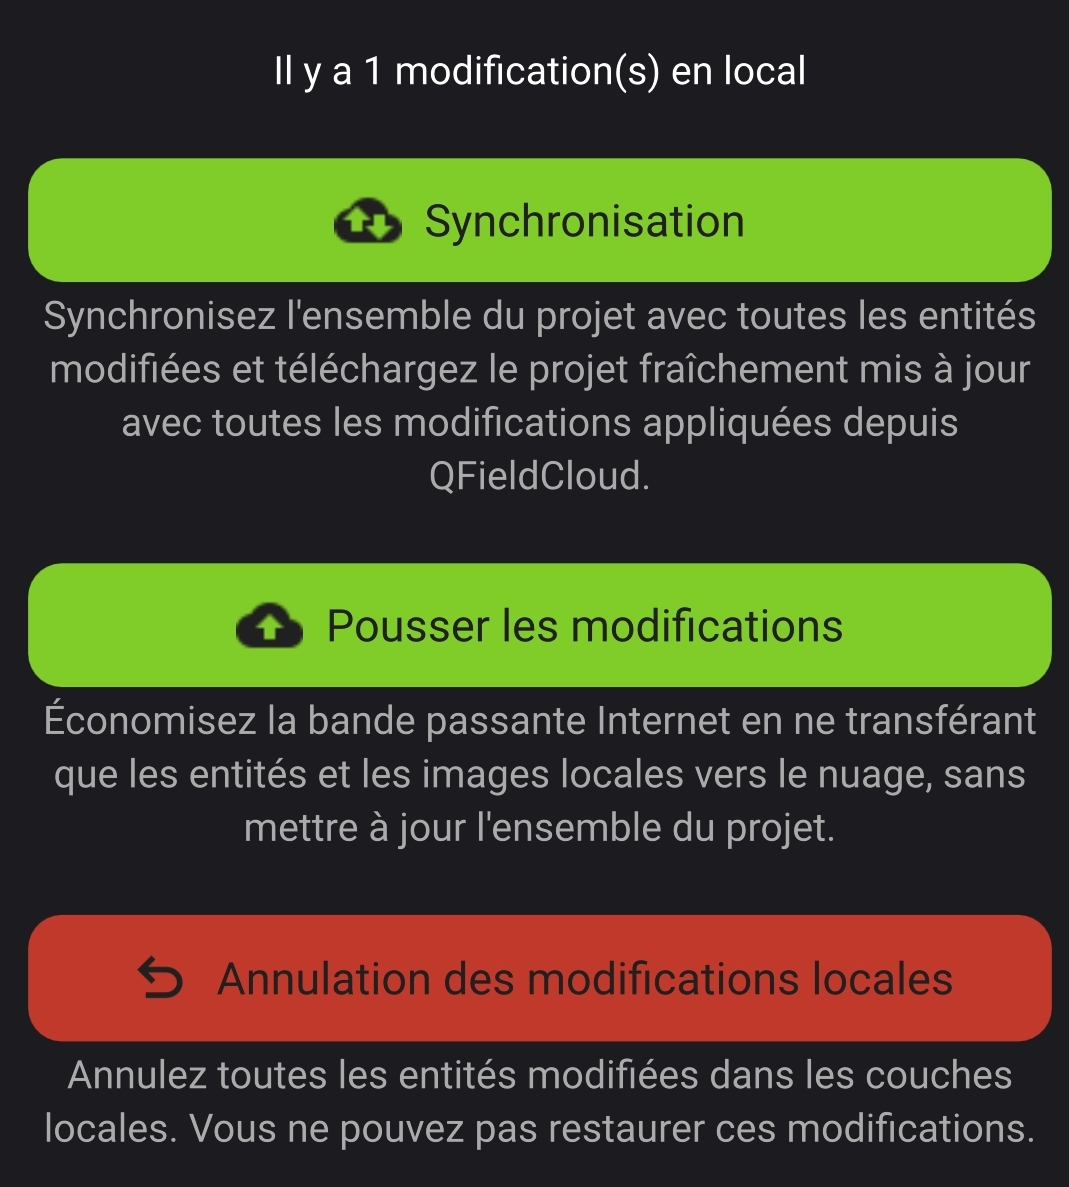 Il y a 1 modification(s) en local
Synchronisation
Synchronisez l'ensemble du projet avec toutes les entités
modifiées et téléchargez le projet fraîchement mis à jour
avec toutes les modifications appliquées depuis
QFieldCloud.
Pousser les modifications
Économisez la bande passante Internet en ne transférant
que les entités et les images locales vers le nuage, sans
mettre à jour l'ensemble du projet.
Annulation des modifications locales
Annulez toutes les entités modifiées dans les couches
locales. Vous ne pouvez pas restaurer ces modifications.